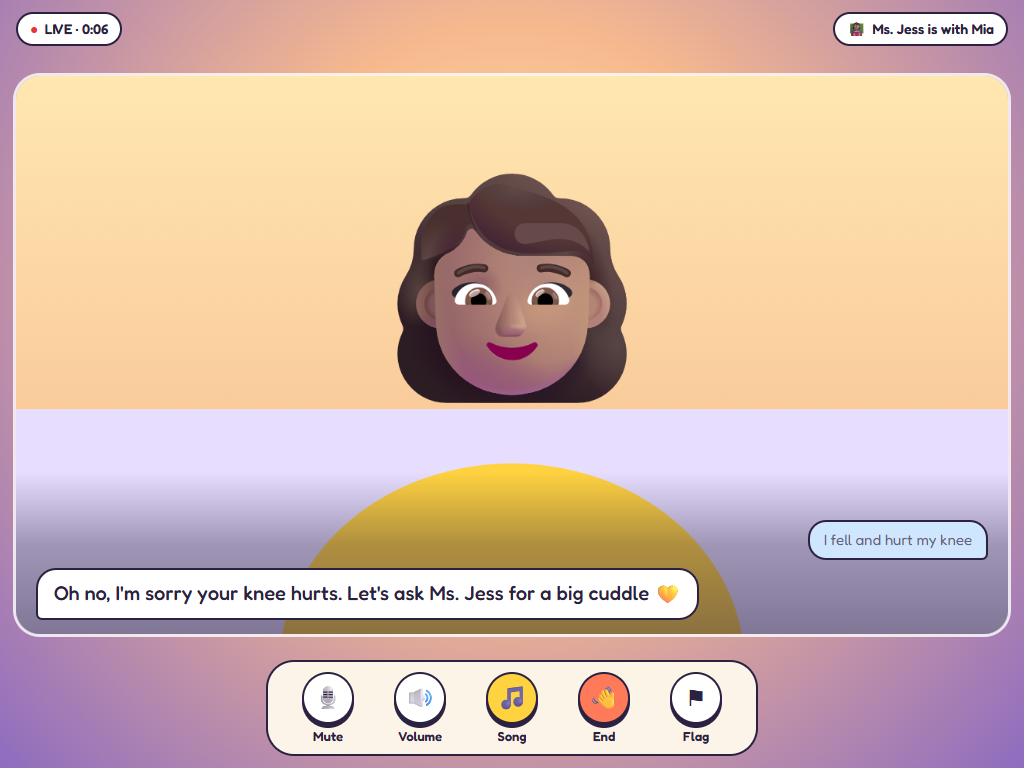 LIVE · 0:06
Ms. Jess is with Mia
I fell and hurt my knee
Oh no, I'm sorry your knee hurts. Let's ask Ms. Jess for a big cuddle 🧡
Mute
Volume
Song
End
Flag